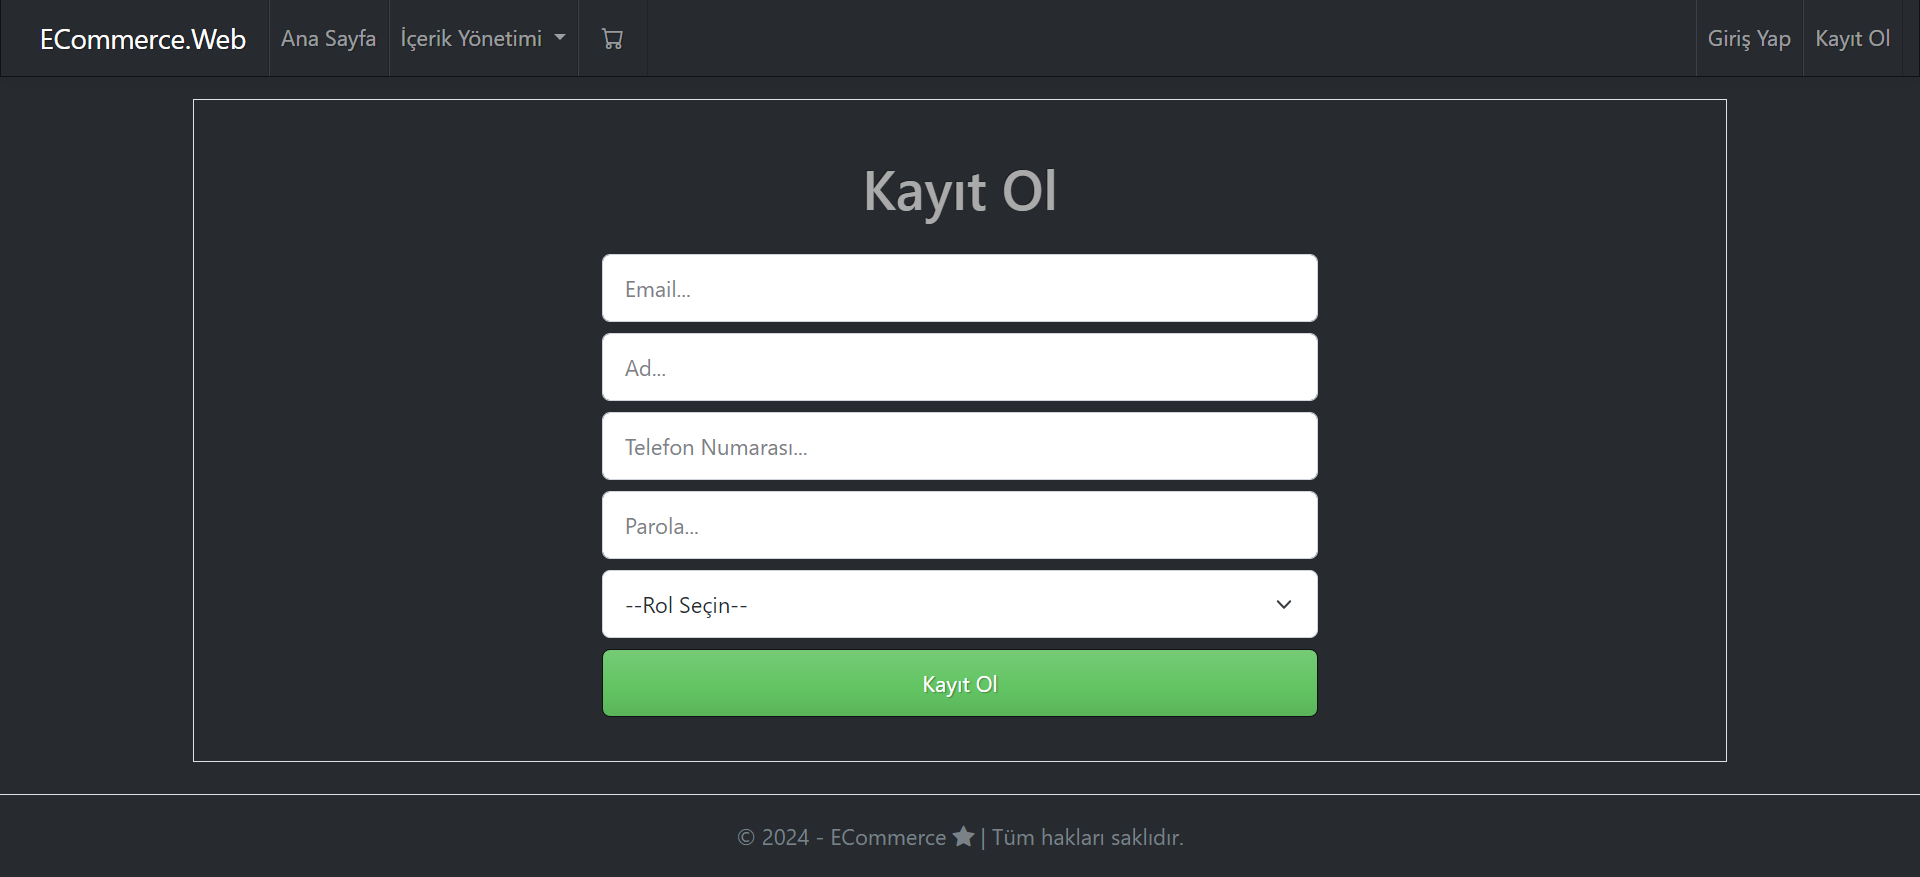 ECommerce.Web Ana Sayfa İçerik Yönetimi Giriş Yap Kayıt Ol
Kayıt Ol
Email...
Ad...
Telefon Numarası...
Parola...
--Rol Seçin--
Kayıt Ol
© 2024 - ECommerce ★ | Tüm hakları saklıdır.